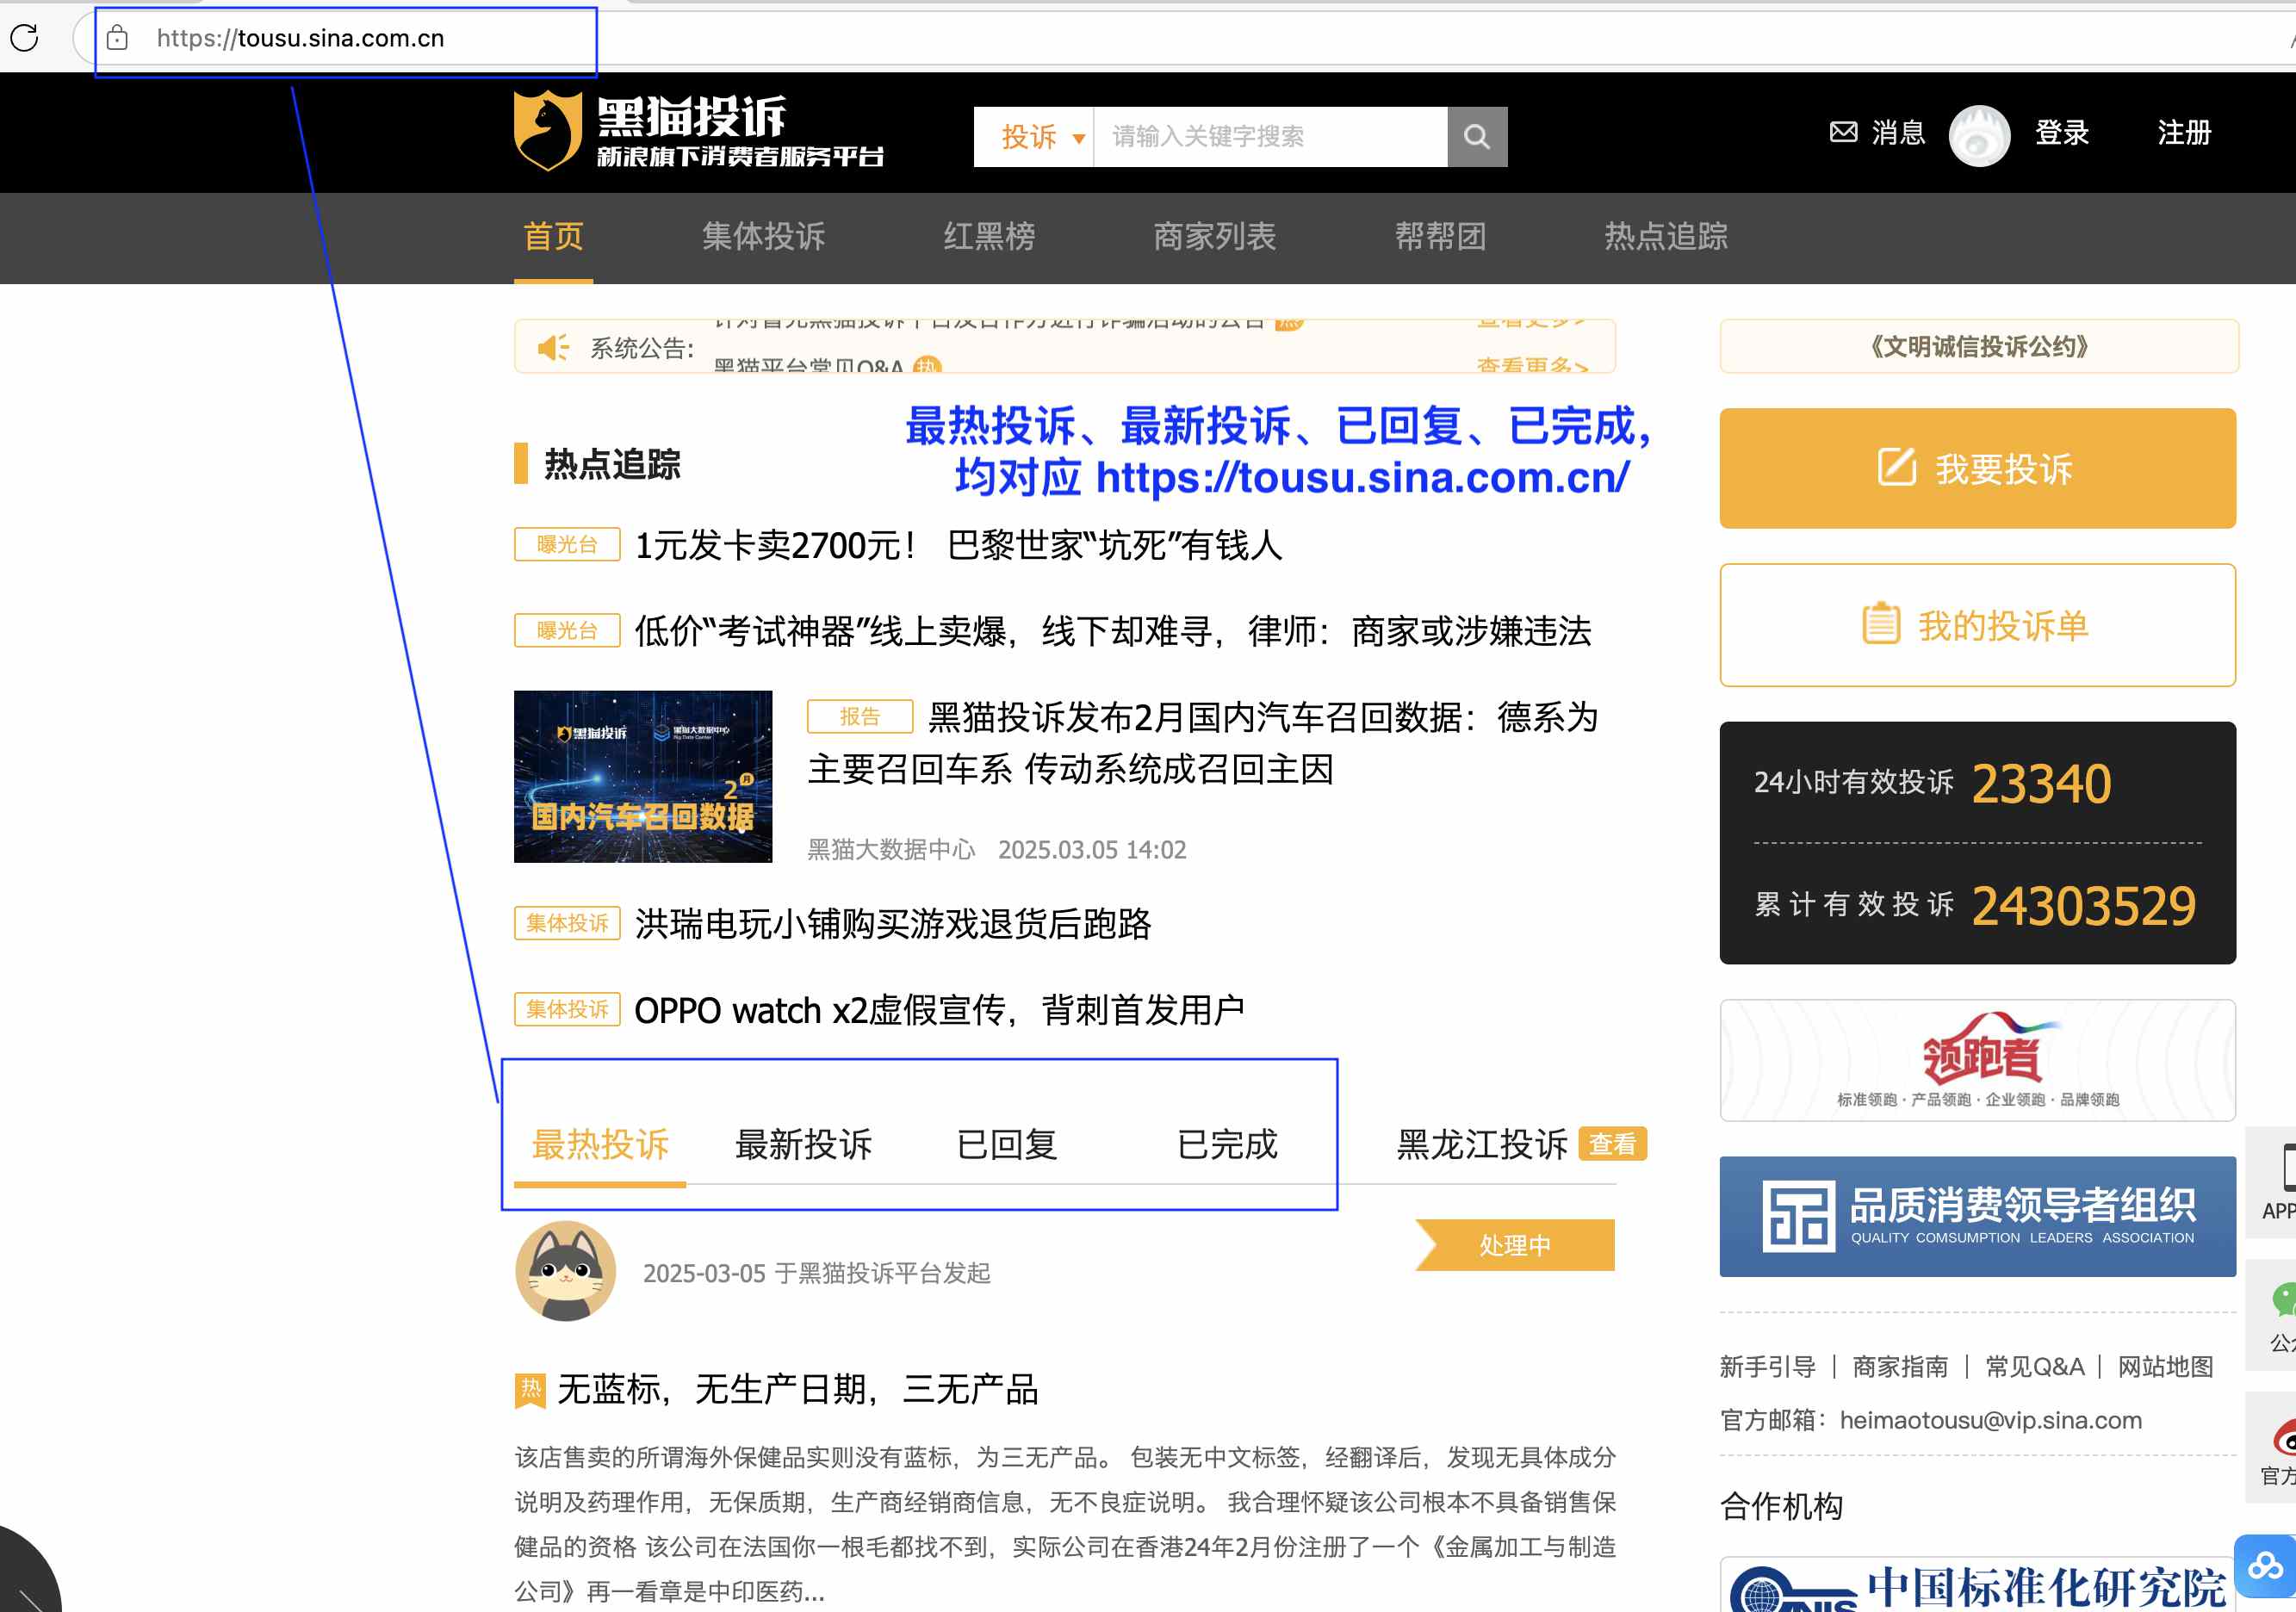 https://tousu.sina.com.cn
黑猫投诉
新浪旗下消费者服务平台
投诉
请输入关键字搜索
消息
登录
注册
首页
集体投诉
红黑榜
商家列表
帮帮团
热点追踪
系统公告:
黑猫平台常见Q&A 热
查看更多>
《文明诚信投诉公约》
最热投诉、最新投诉、已回复、已完成,
均对应 https://tousu.sina.com.cn/
热点追踪
我要投诉
曝光台 1元发卡卖2700元！ 巴黎世家“坑死”有钱人
曝光台 低价“考试神器”线上卖爆，线下却难寻，律师：商家或涉嫌违法
我的投诉单
黑猫投诉
黑猫大数据中心
Big Data Center
2月
国内汽车召回数据
报告 黑猫投诉发布2月国内汽车召回数据：德系为
主要召回车系 传动系统成召回主因
黑猫大数据中心 2025.03.05 14:02
24小时有效投诉 23340
累计有效投诉 24303529
集体投诉 洪瑞电玩小铺购买游戏退货后跑路
集体投诉 OPPO watch x2虚假宣传，背刺首发用户
领跑者
标准领跑 · 产品领跑 · 企业领跑 · 品牌领跑
最热投诉
最新投诉
已回复
已完成
黑龙江投诉 查看
品质消费领导者组织
QUALITY COMSUMPTION LEADERS ASSOCIATION
APP
2025-03-05 于黑猫投诉平台发起
处理中
热 无蓝标，无生产日期，三无产品
该店售卖的所谓海外保健品实则没有蓝标，为三无产品。 包装无中文标签，经翻译后，发现无具体成分
说明及药理作用，无保质期，生产商经销商信息，无不良症说明。 我合理怀疑该公司根本不具备销售保
健品的资格 该公司在法国你一根毛都找不到，实际公司在香港24年2月份注册了一个《金属加工与制造
公司》再一看章是中印医药...
新手引导 | 商家指南 | 常见Q&A | 网站地图
官方邮箱：heimaotousu@vip.sina.com
官方
合作机构
中国标准化研究院